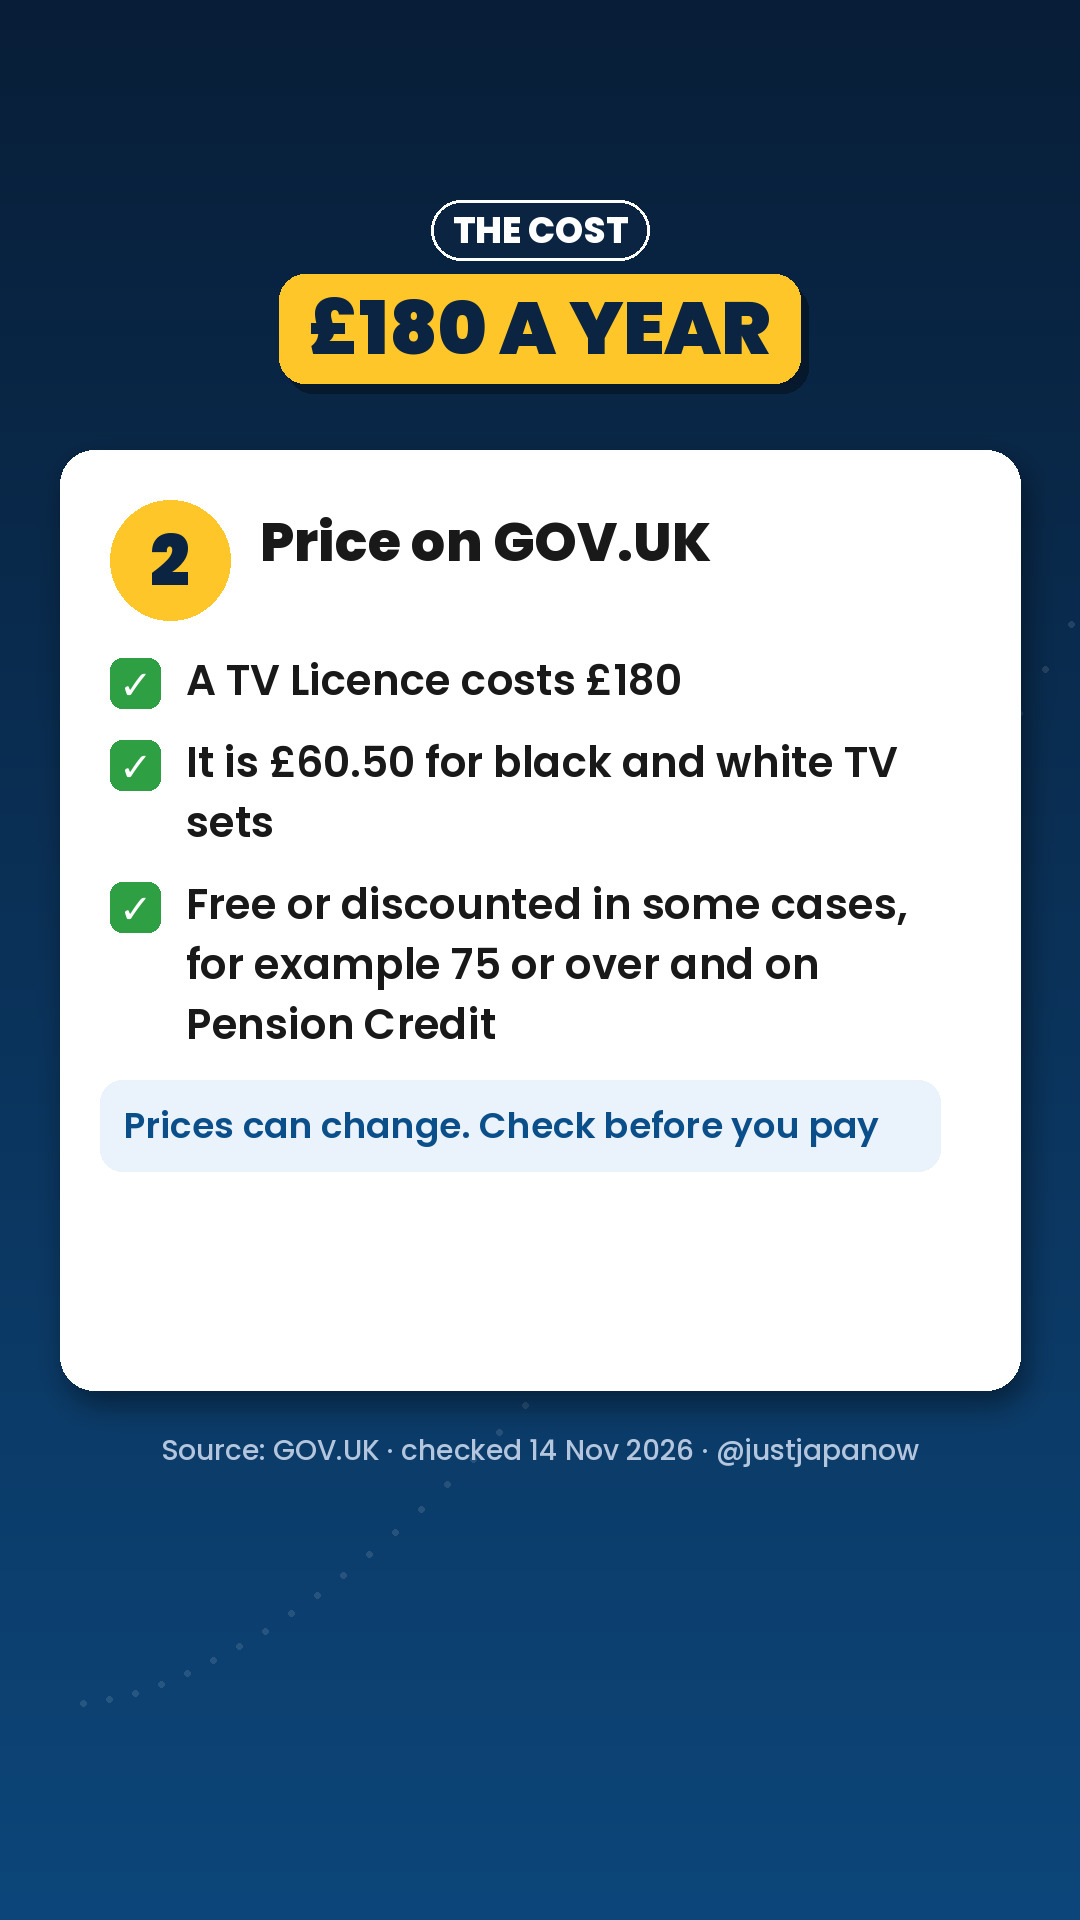 THE COST
£180 A YEAR
2
Price on GOV.UK
✓ A TV Licence costs £180
✓ It is £60.50 for black and white TV
sets
✓ Free or discounted in some cases,
for example 75 or over and on
Pension Credit
Prices can change. Check before you pay
Source: GOV.UK · checked 14 Nov 2026 · @justjapanow